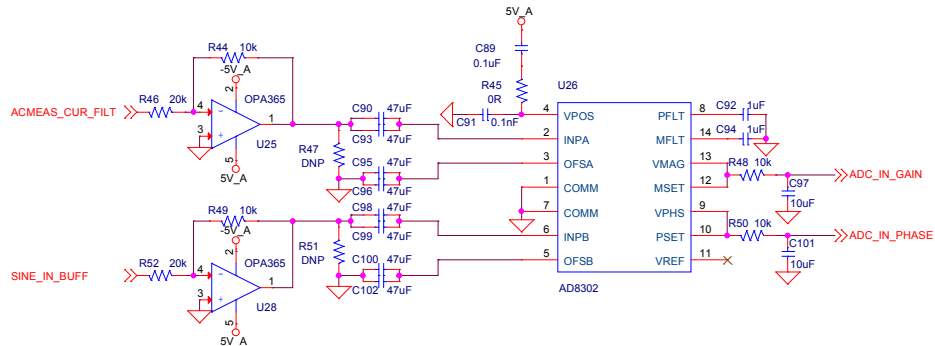 5V_A
R44 10k
-5V_A
C89
0.1uF
2
OPA365
R45
0R
U26
ACMEAS_CUR_FILT
R46 20k
4
1
3
U25
5
5V_A
C90 47uF
C93 47uF
C91 0.1nF
R47
DNP
C95 47uF
C96 47uF
4 VPOS
2 INPA
3 OFSA
1 COMM
7 COMM
6 INPB
5 OFSB
PFLT 8
MFLT 14
VMAG 13
MSET 12
VPHS 9
PSET 10
VREF 11
AD8302
C92 1uF
C94 1uF
R48 10k
ADC_IN_GAIN
C97
10uF
R50 10k
ADC_IN_PHASE
C101
10uF
R49 10k
-5V_A
2
OPA365
SINE_IN_BUFF
R52 20k
4
1
3
U28
5
5V_A
C98 47uF
C99 47uF
R51
DNP
C100 47uF
C102 47uF